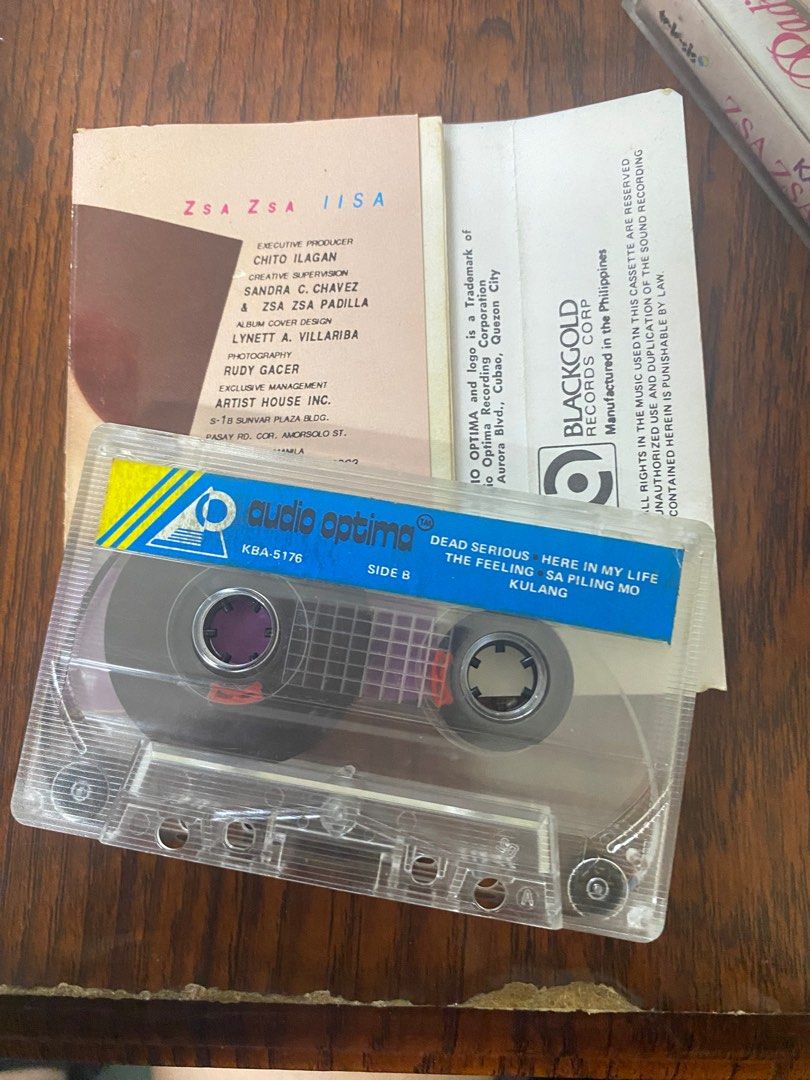 ZSA ZSA IISA
EXECUTIVE PRODUCER
CHITO ILAGAN
CREATIVE SUPERVISION
SANDRA C. CHAVEZ
& ZSA ZSA PADILLA
ALBUM COVER DESIGN
LYNETT A. VILLARIBA
PHOTOGRAPHY
RUDY GACER
EXCLUSIVE MANAGEMENT
ARTIST HOUSE INC.
S-1B SUNVAR PLAZA BLDG.
PASAY RD. COR. AMORSOLO ST.
MANILA
OPTIMA and logo is a Trademark of
Optima Recording Corporation
Aurora Blvd., Cubao, Quezon City
BLACKGOLD
RECORDS CORP
Manufactured in the Philippines
ALL RIGHTS IN THE MUSIC USED IN THIS CASSETTE ARE RESERVED
UNAUTHORIZED USE AND DUPLICATION OF THE SOUND RECORDING
CONTAINED HEREIN IS PUNISHABLE BY LAW.
ZSA ZSA
audio optima TM
KBA-5176
SIDE B
DEAD SERIOUS • HERE IN MY LIFE
THE FEELING • SA PILING MO
KULANG
A